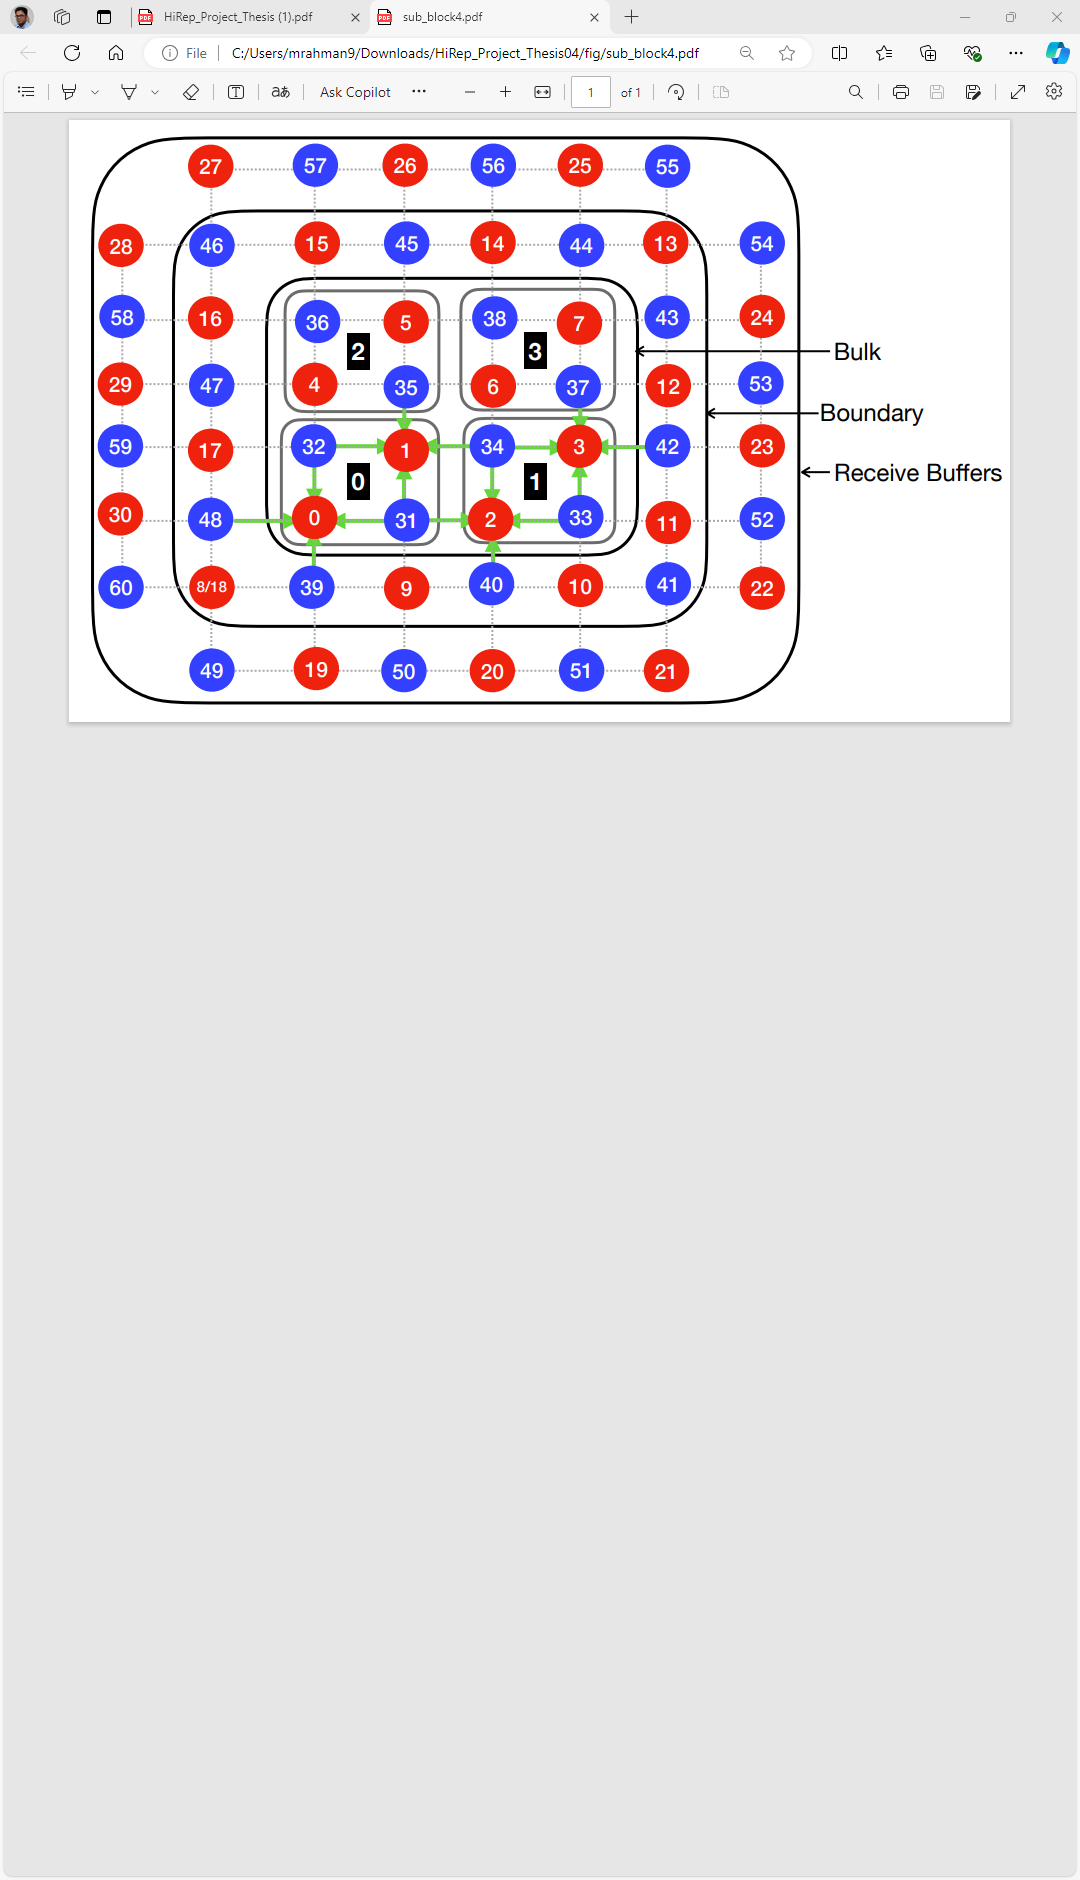 HiRep_Project_Thesis (1).pdf
sub_block4.pdf
File
C:/Users/mrahman9/Downloads/HiRep_Project_Thesis04/fig/sub_block4.pdf
aあ
Ask Copilot
1
of 1
27 57 26 56 25 55
28 46 15 45 14 44 13 54
58 16 36 5 38 7 43 24
2 3 Bulk
29 47 4 35 6 37 12 53
Boundary
59 17 32 1 34 3 42 23
0 1 Receive Buffers
30 48 0 31 2 33 11 52
60 8/18 39 9 40 10 41 22
49 19 50 20 51 21